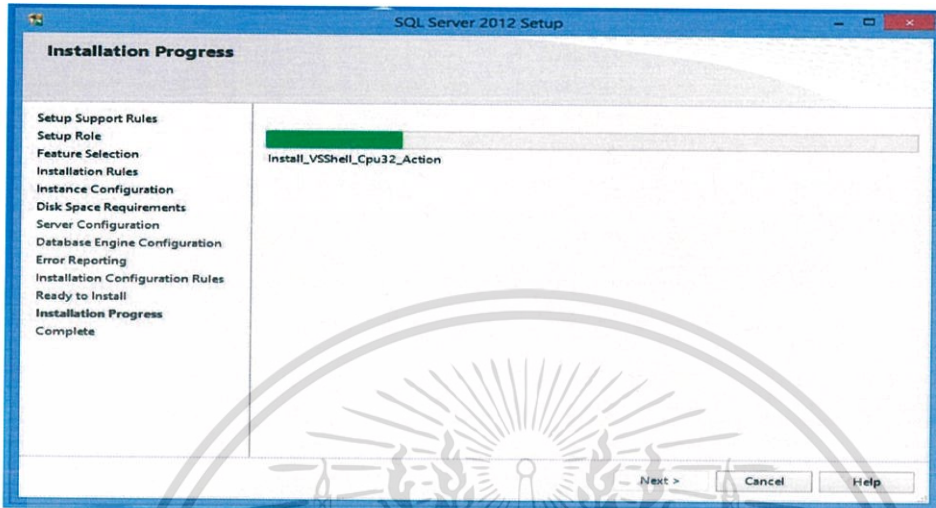 SQL Server 2012 Setup
Installation Progress
Setup Support Rules
Setup Role
Feature Selection
Installation Rules
Instance Configuration
Disk Space Requirements
Server Configuration
Database Engine Configuration
Error Reporting
Installation Configuration Rules
Ready to Install
Installation Progress
Complete
Install_VSShell_Cpu32_Action
Next >
Cancel
Help